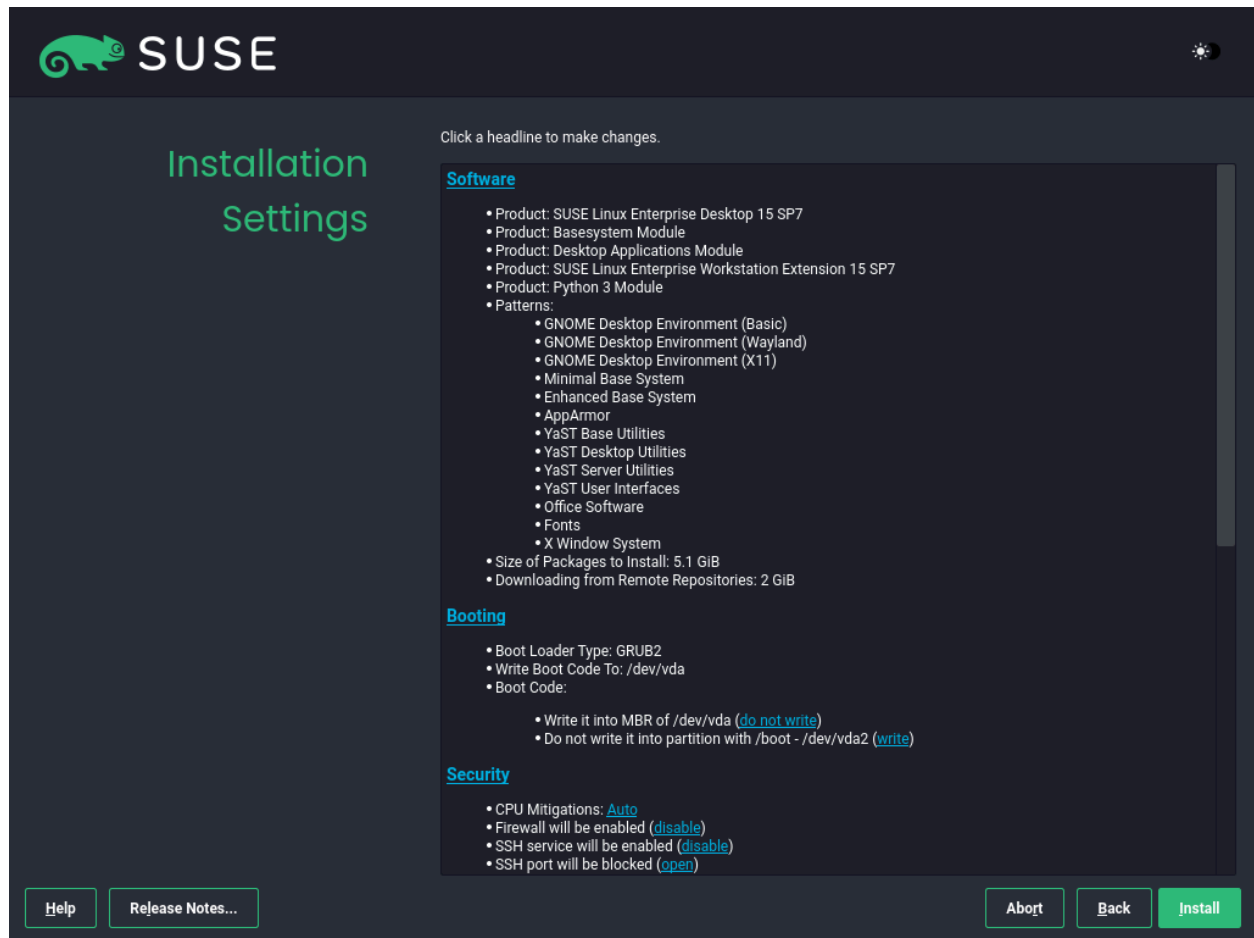 SUSE
Installation
Settings
Click a headline to make changes.
Software
• Product: SUSE Linux Enterprise Desktop 15 SP7
• Product: Basesystem Module
• Product: Desktop Applications Module
• Product: SUSE Linux Enterprise Workstation Extension 15 SP7
• Product: Python 3 Module
• Patterns:
• GNOME Desktop Environment (Basic)
• GNOME Desktop Environment (Wayland)
• GNOME Desktop Environment (X11)
• Minimal Base System
• Enhanced Base System
• AppArmor
• YaST Base Utilities
• YaST Desktop Utilities
• YaST Server Utilities
• YaST User Interfaces
• Office Software
• Fonts
• X Window System
• Size of Packages to Install: 5.1 GiB
• Downloading from Remote Repositories: 2 GiB
Booting
• Boot Loader Type: GRUB2
• Write Boot Code To: /dev/vda
• Boot Code:
• Write it into MBR of /dev/vda (do not write)
• Do not write it into partition with /boot - /dev/vda2 (write)
Security
• CPU Mitigations: Auto
• Firewall will be enabled (disable)
• SSH service will be enabled (disable)
• SSH port will be blocked (open)
Help Release Notes... Abort Back Install